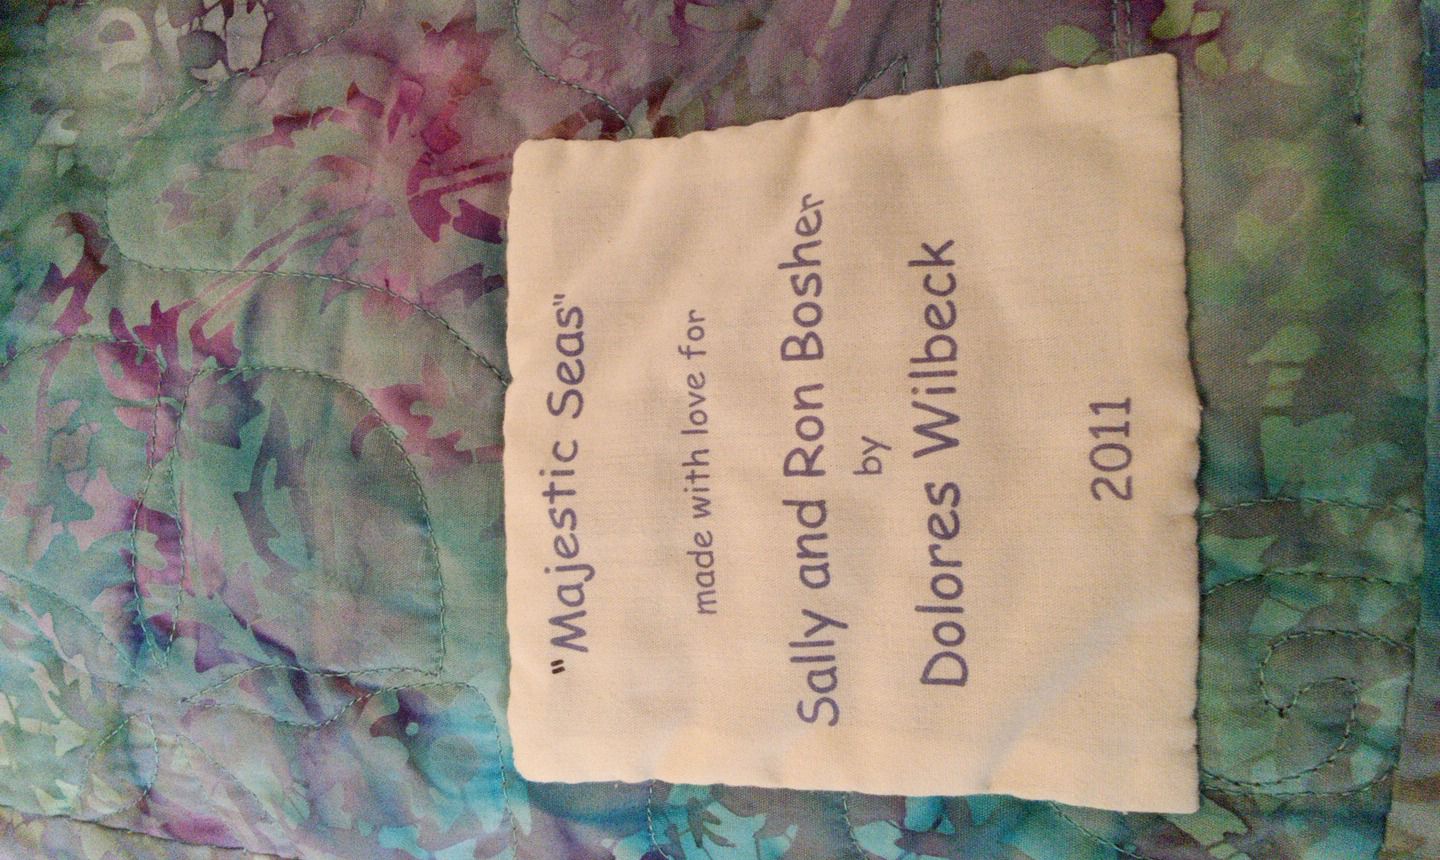 "Majestic Seas"
made with love for
Sally and Ron Bosher
by
Dolores Wilbeck
2011